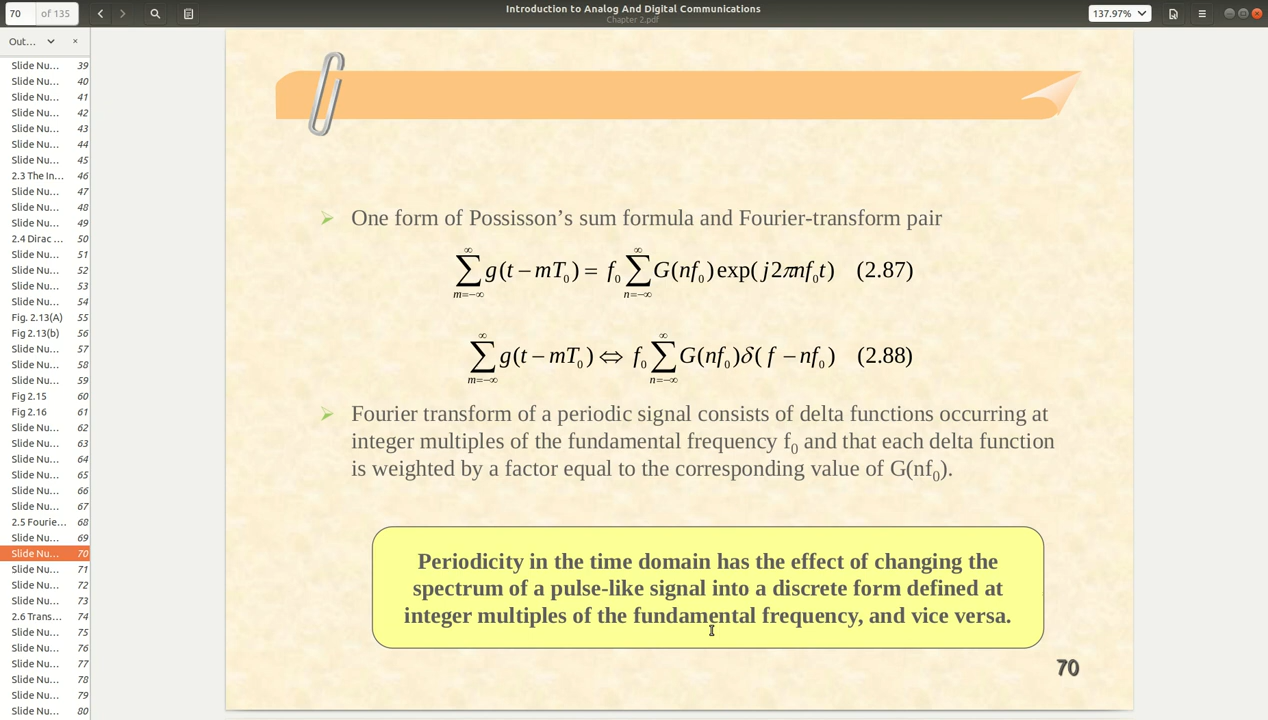 70 of 135
Introduction to Analog And Digital Communications
Chapter 2.pdf
137.97%
Out...
Slide Nu... 39
Slide Nu... 40
Slide Nu... 41
Slide Nu... 42
Slide Nu... 43
Slide Nu... 44
Slide Nu... 45
2.3 The In... 46
Slide Nu... 47
Slide Nu... 48
Slide Nu... 49
2.4 Dirac ... 50
Slide Nu... 51
Slide Nu... 52
Slide Nu... 53
Slide Nu... 54
Fig. 2.13(A) 55
Fig 2.13(b) 56
Slide Nu... 57
Slide Nu... 58
Slide Nu... 59
Fig 2.15 60
Fig 2.16 61
Slide Nu... 62
Slide Nu... 63
Slide Nu... 64
Slide Nu... 65
Slide Nu... 66
Slide Nu... 67
2.5 Fourie... 68
Slide Nu... 69
Slide Nu... 70
Slide Nu... 71
Slide Nu... 72
Slide Nu... 73
2.6 Trans... 74
Slide Nu... 75
Slide Nu... 76
Slide Nu... 77
Slide Nu... 78
Slide Nu... 79
Slide Nu... 80
One form of Possisson’s sum formula and Fourier-transform pair
∑_{m=-∞}^{∞} g(t − mT₀) = f₀ ∑_{n=-∞}^{∞} G(nf₀)exp(j2πnf₀t) (2.87)
∑_{m=-∞}^{∞} g(t − mT₀) ⇔ f₀ ∑_{n=-∞}^{∞} G(nf₀)δ(f − nf₀) (2.88)
Fourier transform of a periodic signal consists of delta functions occurring at
integer multiples of the fundamental frequency f₀ and that each delta function
is weighted by a factor equal to the corresponding value of G(nf₀).
Periodicity in the time domain has the effect of changing the
spectrum of a pulse-like signal into a discrete form defined at
integer multiples of the fundamental frequency, and vice versa.
70